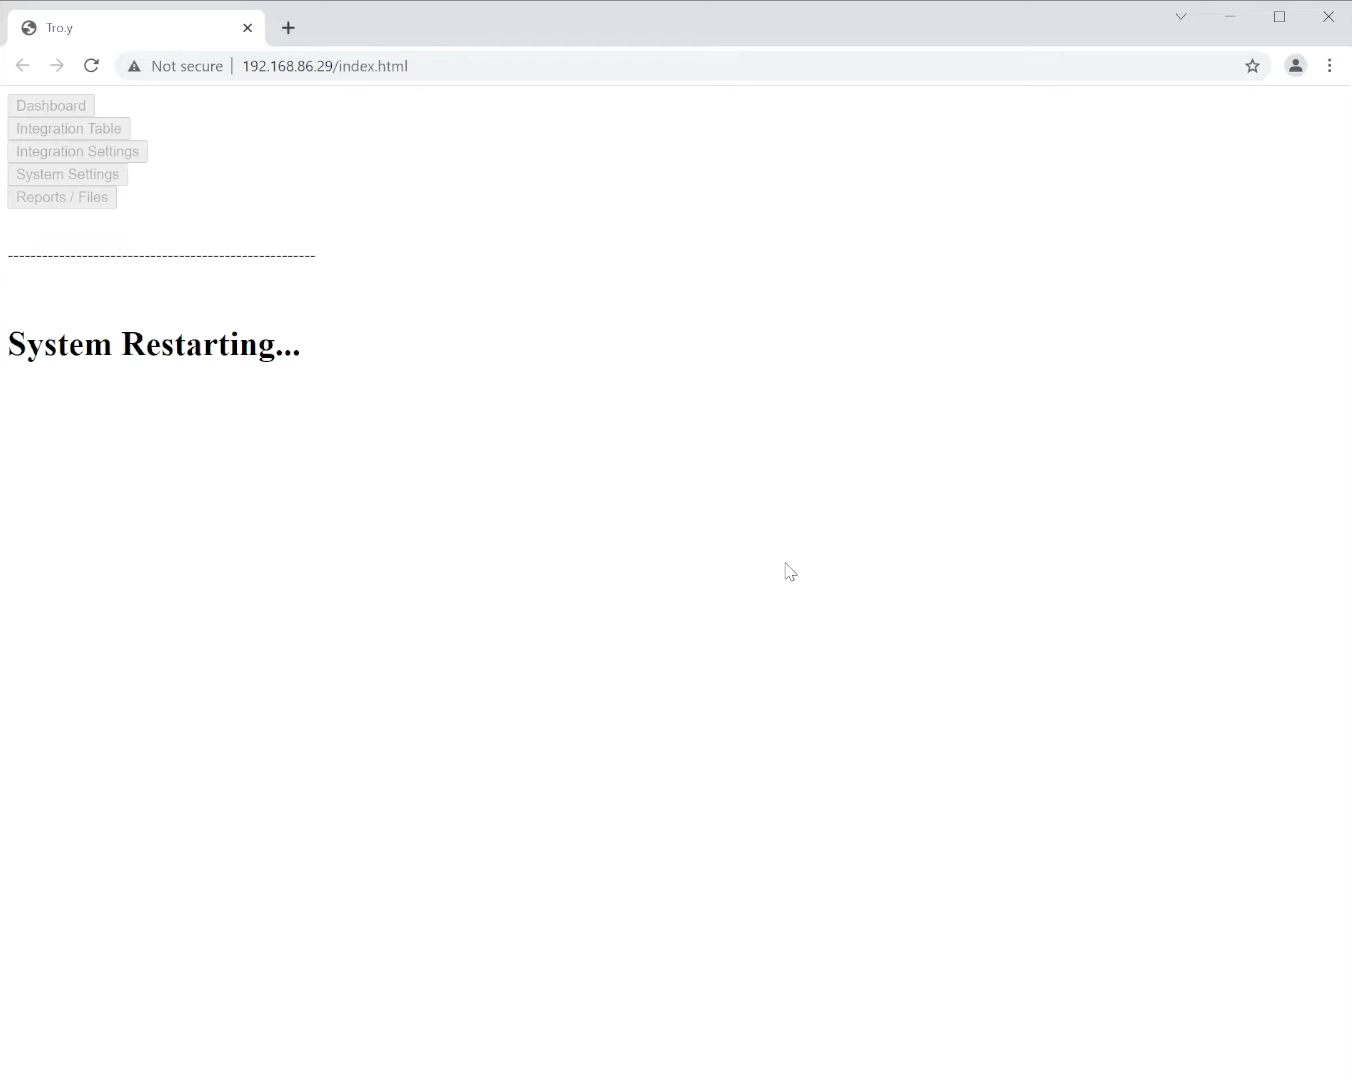 Tro.y
Not secure | 192.168.86.29/index.html
Dashboard
Integration Table
Integration Settings
System Settings
Reports / Files
------------------------------------------------------
System Restarting...